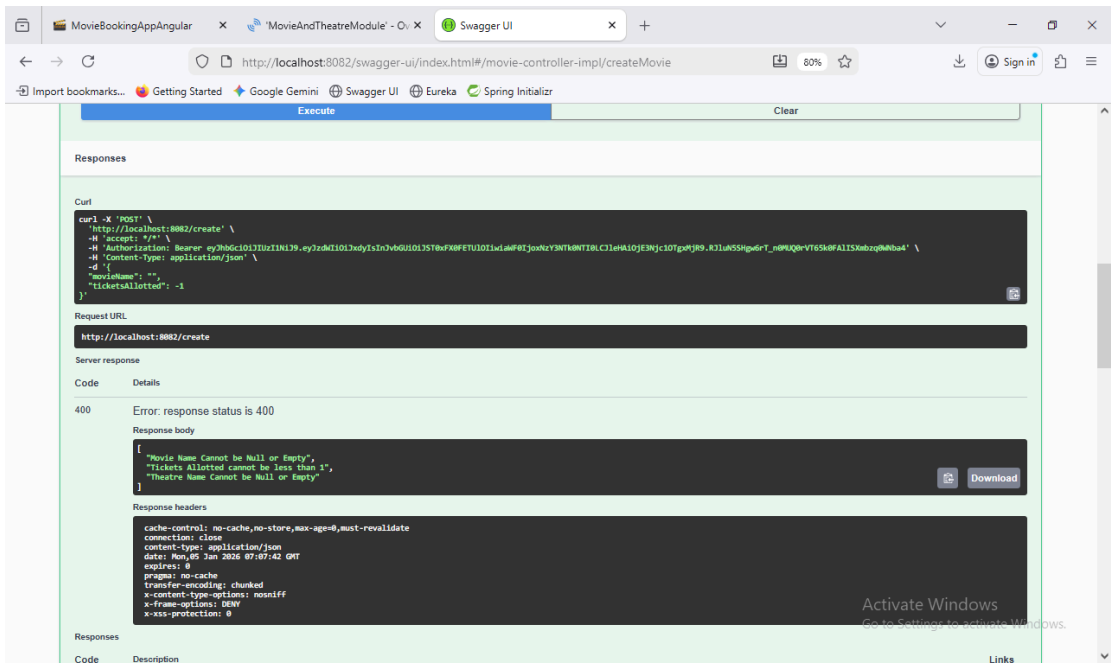 MovieBookingAppAngular
'MovieAndTheatreModule' - Ov
Swagger UI
http://localhost:8082/swagger-ui/index.html#/movie-controller-impl/createMovie
80%
Sign in
Import bookmarks...
Getting Started
Google Gemini
Swagger UI
Eureka
Spring Initializr
Execute
Clear
Responses
Curl
curl -X 'POST' \
'http://localhost:8082/create' \
-H 'accept: */*' \
-H 'Authorization: Bearer
-H 'Content-Type: application/json' \
-d '{
"movieName": "",
"ticketsAllotted": -1
}'
Request URL
http://localhost:8082/create
Server response
Code Details
400 Error: response status is 400
Response body
[
"Movie Name Cannot be Null or Empty",
"Tickets Allotted cannot be less than 1",
"Theatre Name Cannot be Null or Empty"
]
Download
Response headers
cache-control: no-cache,no-store,max-age=0,must-revalidate
connection: close
content-type: application/json
date: Mon,05 Jan 2026 07:07:42 GMT
expires: 0
pragma: no-cache
transfer-encoding: chunked
x-content-type-options: nosniff
x-frame-options: DENY
x-xss-protection: 0
Activate Windows
Go to Settings to activate Windows.
Responses
Code Description Links